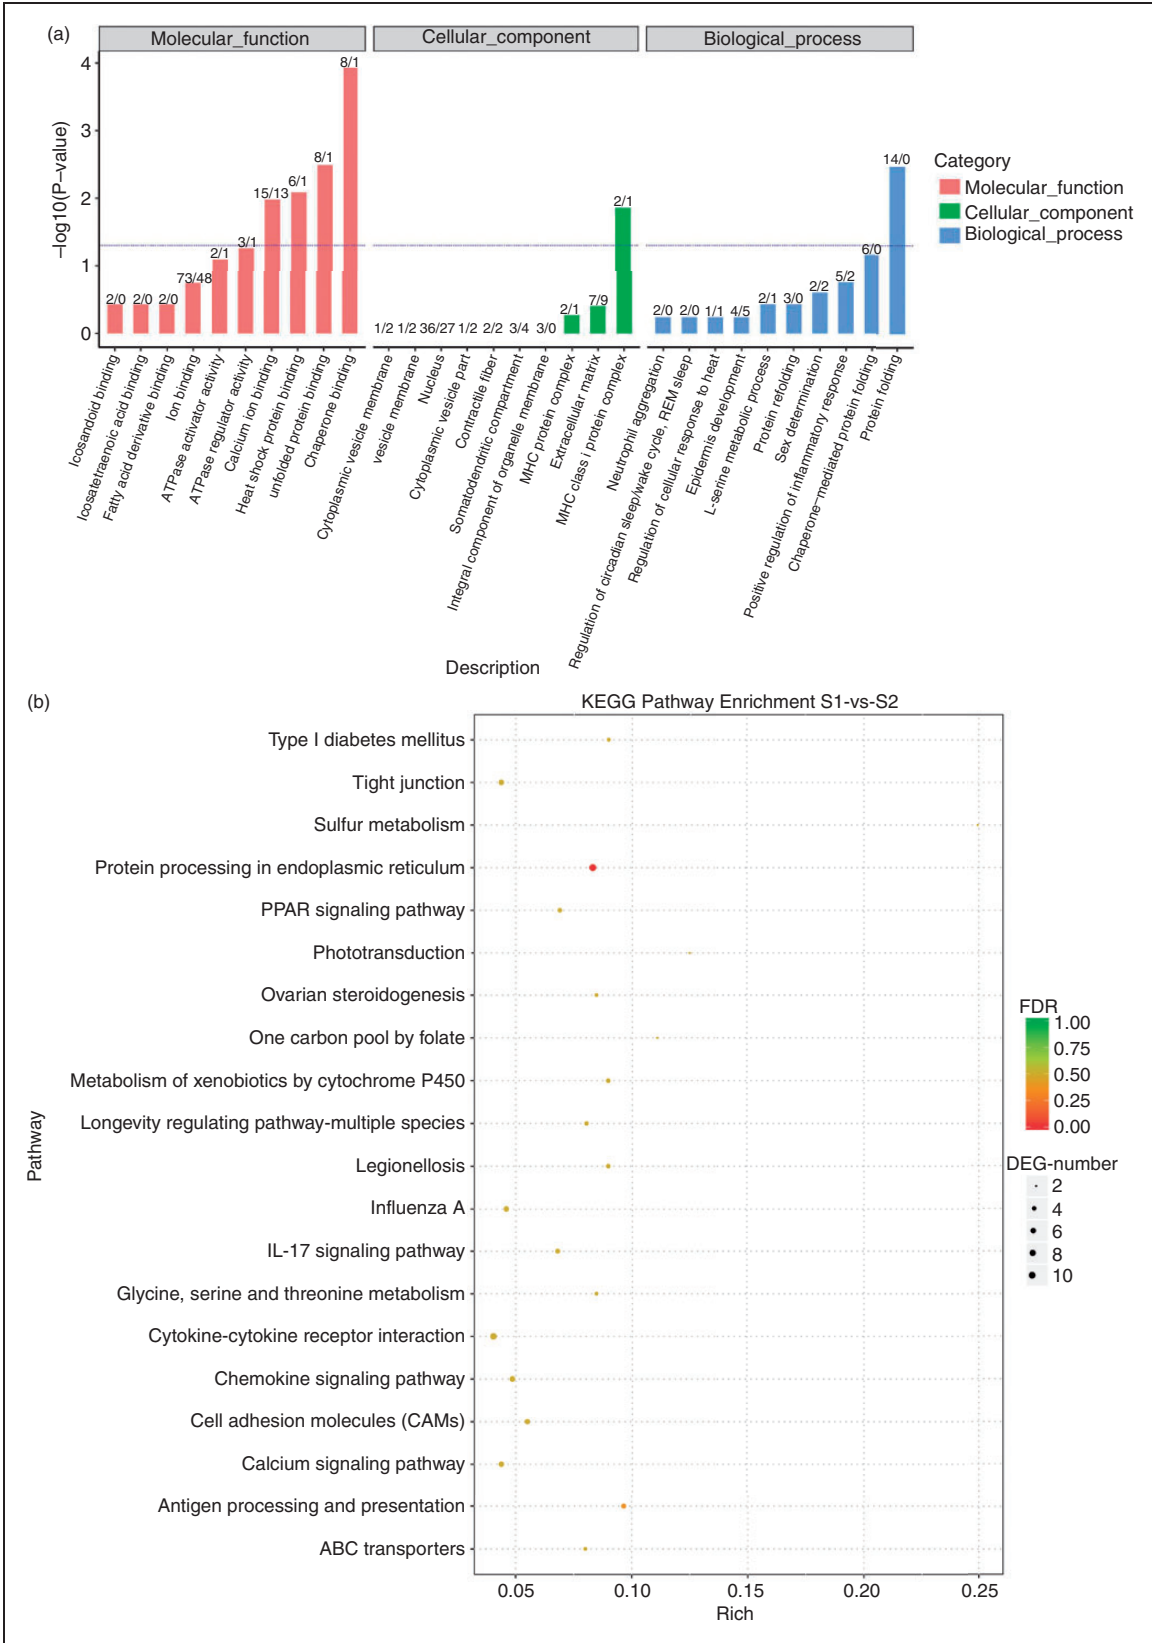 (a)
Molecular_function
Cellular_component
Biological_process
−log10(P−value)
4
3
2
1
0
2/0
2/0
2/0
73/48
2/1
3/1
15/13
6/1
8/1
8/1
1/2
1/2
36/27
1/2
2/2
3/4
3/0
2/1
7/9
2/1
2/0
2/0
1/1
4/5
2/1
3/0
2/2
5/2
6/0
14/0
Category
Molecular_function
Cellular_component
Biological_process
Icosandoid binding
Icosatetraenoic acid binding
Fatty acid derivative binding
Ion binding
ATPase activator activity
ATPase regulator activity
Calcium ion binding
Heat shock protein binding
unfolded protein binding
Chaperone binding
Cytoplasmic vesicle membrane
vesicle membrane
Nucleus
Cytoplasmic vesicle part
Contractile fiber
Somatodendritic compartment
Integral component of organelle membrane
MHC protein complex
Extracellular matrix
MHC class i protein complex
Neutrophil aggregation
Regulation of circadian sleep/wake cycle, REM sleep
Regulation of cellular response to heat
Epidermis development
L-serine metabolic process
Protein refolding
Sex determination
Positive regulation of inflammatory response
Chaperone−mediated protein folding
Protein folding
Description
(b)
KEGG Pathway Enrichment S1-vs-S2
Pathway
Type I diabetes mellitus
Tight junction
Sulfur metabolism
Protein processing in endoplasmic reticulum
PPAR signaling pathway
Phototransduction
Ovarian steroidogenesis
One carbon pool by folate
Metabolism of xenobiotics by cytochrome P450
Longevity regulating pathway-multiple species
Legionellosis
Influenza A
IL-17 signaling pathway
Glycine, serine and threonine metabolism
Cytokine-cytokine receptor interaction
Chemokine signaling pathway
Cell adhesion molecules (CAMs)
Calcium signaling pathway
Antigen processing and presentation
ABC transporters
0.05
0.10
0.15
0.20
0.25
Rich
FDR
1.00
0.75
0.50
0.25
0.00
DEG-number
2
4
6
8
10